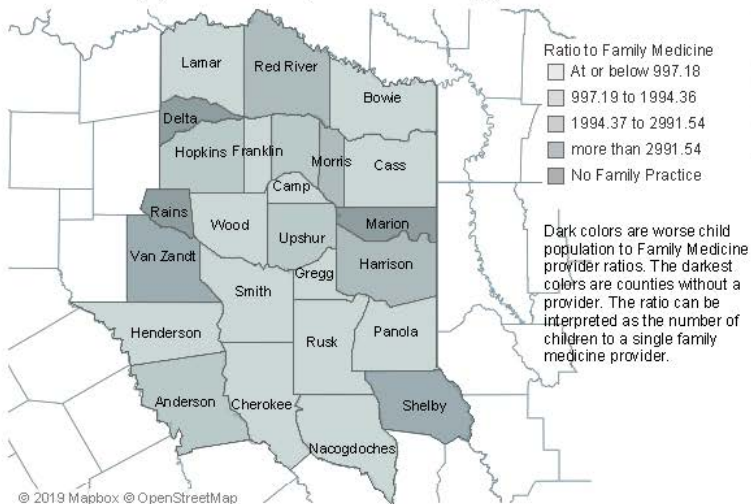 Lamar
Red River
Bowie
Delta
Hopkins
Franklin
Morris
Cass
Camp
Rains
Wood
Marion
Upshur
Van Zandt
Gregg
Harrison
Smith
Henderson
Rusk
Panola
Anderson
Cherokee
Shelby
Nacogdoches
© 2019 Mapbox © OpenStreetMap
Ratio to Family Medicine
At or below 997.18
997.19 to 1994.36
1994.37 to 2991.54
more than 2991.54
No Family Practice
Dark colors are worse child
population to Family Medicine
provider ratios. The darkest
colors are counties without a
provider. The ratio can be
interpreted as the number of
children to a single family
medicine provider.